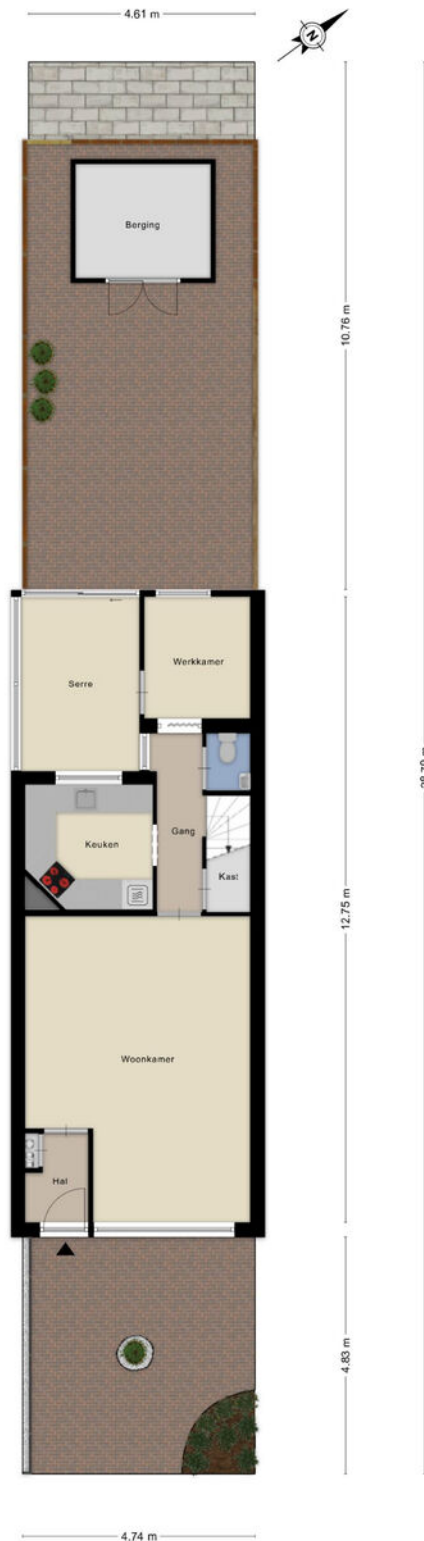 4.61 m
N
Berging
10.76 m
Serre
Werkkamer
Keuken
Gang
Kast
12.75 m
Woonkamer
Hal
4.83 m
4.74 m